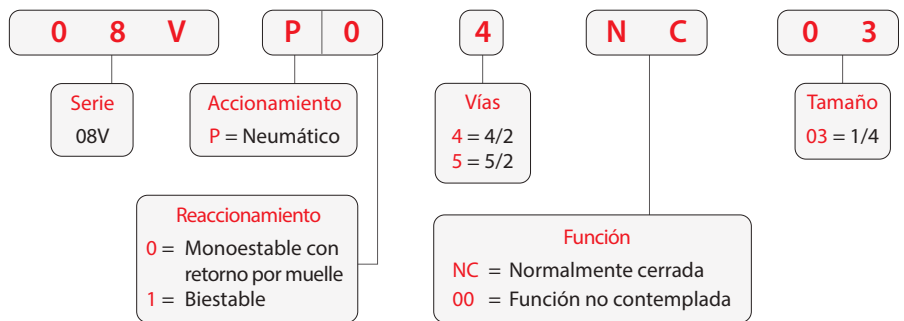 0 8 V P 0 4 N C 0 3
Serie
08V
Accionamiento
P = Neumático
Vías
4 = 4/2
5 = 5/2
Tamaño
03 = 1/4
Reaccionamiento
0 = Monoestable con
retorno por muelle
1 = Biestable
Función
NC = Normalmente cerrada
00 = Función no contemplada